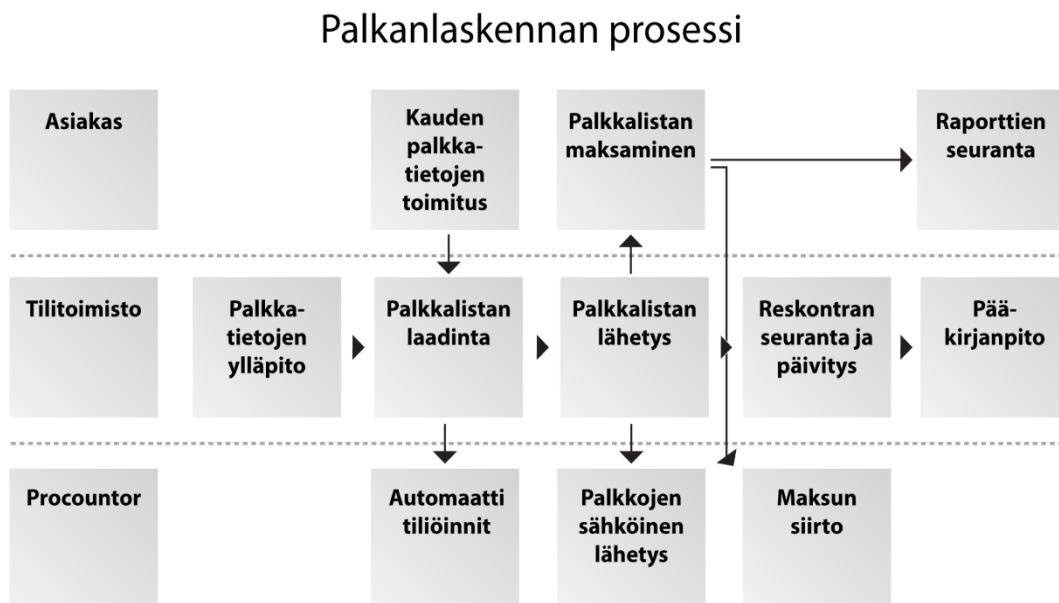 Palkanlaskennan prosessi
Asiakas
Kauden
palkka-
tietojen
toimitus
Palkkalistan
maksaminen
Raporttien
seuranta
Tilitoimisto
Palkka-
tietojen
ylläpito
Palkkalistan
laadinta
Palkkalistan
lähetys
Reskontran
seuranta ja
päivitys
Pää-
kirjanpito
Procountor
Automaatti
tiliöinnit
Palkkojen
sähköinen
lähetys
Maksun
siirto